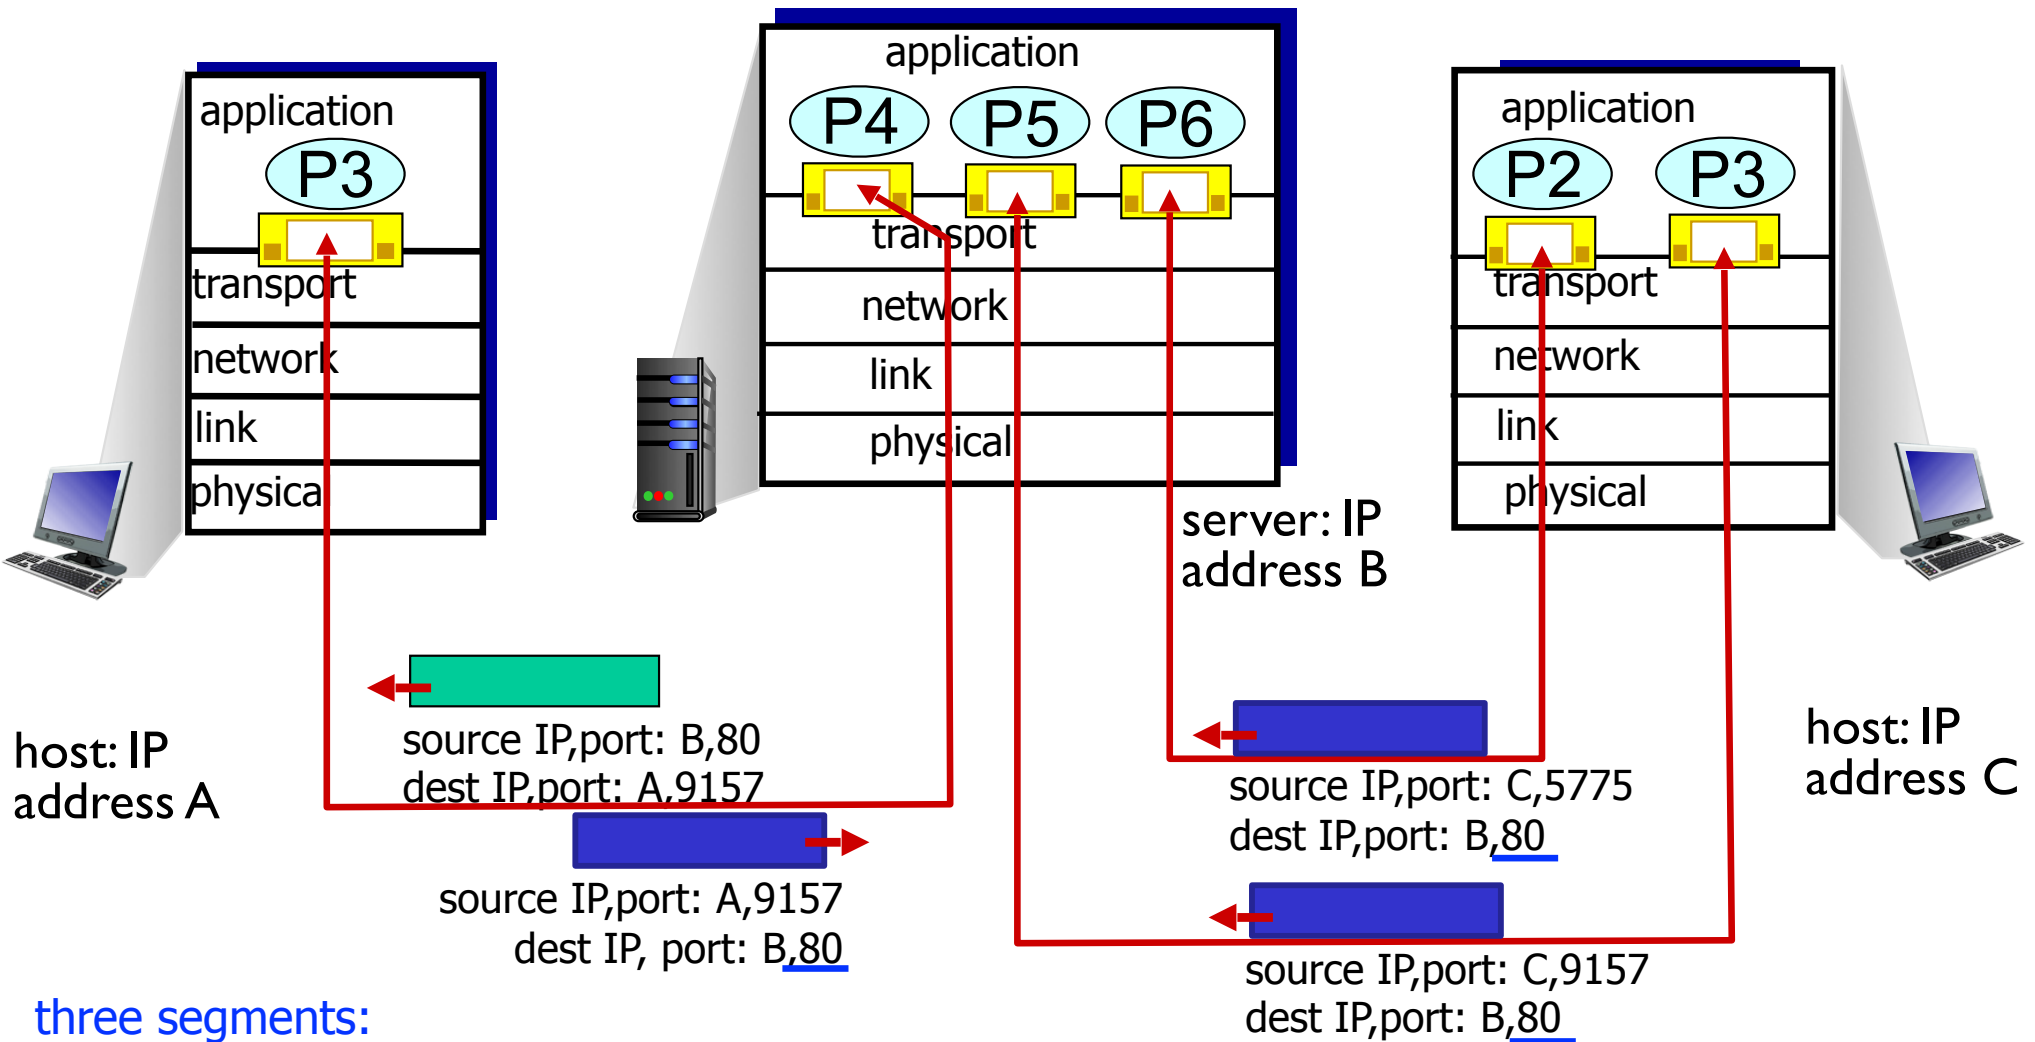 application
P3
transport
network
link
physical
host: IP
address A
application
P4
P5
P6
transport
network
link
physical
server: IP
address B
application
P2
P3
transport
network
link
physical
host: IP
address C
source IP,port: B,80
dest IP,port: A,9157
source IP,port: A,9157
dest IP, port: B,80
source IP,port: C,5775
dest IP,port: B,80
source IP,port: C,9157
dest IP,port: B,80
three segments: